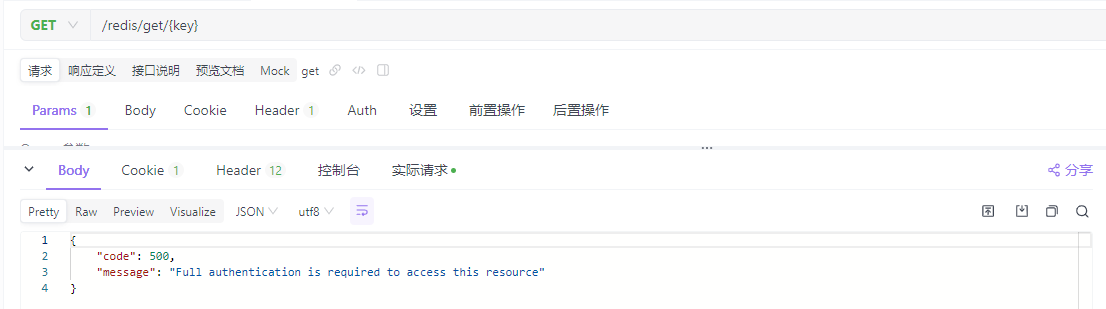 GET /redis/get/{key}
请求 响应定义 接口说明 预览文档 Mock get
Params 1 Body Cookie Header 1 Auth 设置 前置操作 后置操作
Body Cookie 1 Header 12 控制台 实际请求 分享
Pretty Raw Preview Visualize JSON utf8
1 {
2 "code": 500,
3 "message": "Full authentication is required to access this resource"
4 }